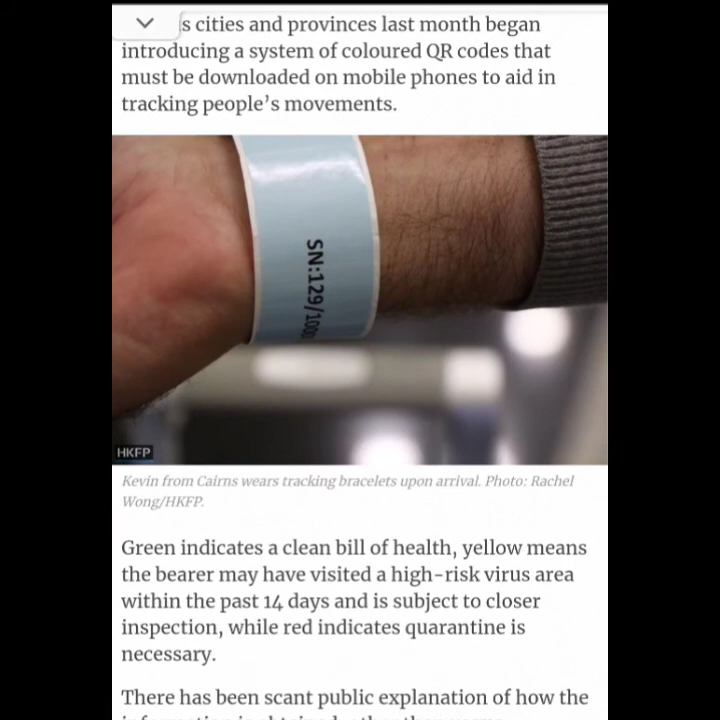 s cities and provinces last month began
introducing a system of coloured QR codes that
must be downloaded on mobile phones to aid in
tracking people’s movements.
SN:129/1000
HKFP
Kevin from Cairns wears tracking bracelets upon arrival. Photo: Rachel
Wong/HKFP.
Green indicates a clean bill of health, yellow means
the bearer may have visited a high-risk virus area
within the past 14 days and is subject to closer
inspection, while red indicates quarantine is
necessary.
There has been scant public explanation of how the